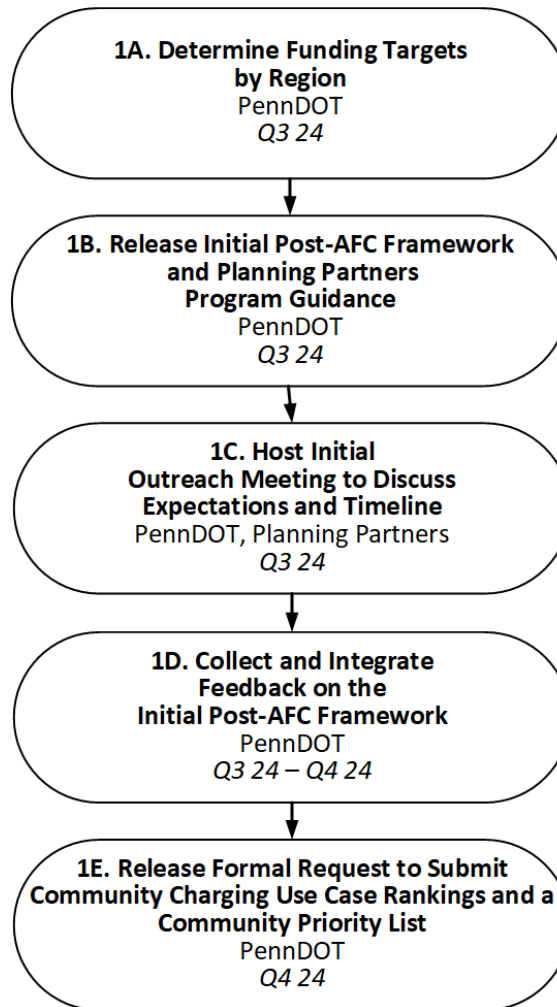 1A. Determine Funding Targets
by Region
PennDOT
Q3 24
1B. Release Initial Post-AFC Framework
and Planning Partners
Program Guidance
PennDOT
Q3 24
1C. Host Initial
Outreach Meeting to Discuss
Expectations and Timeline
PennDOT, Planning Partners
Q3 24
1D. Collect and Integrate
Feedback on the
Initial Post-AFC Framework
PennDOT
Q3 24 – Q4 24
1E. Release Formal Request to Submit
Community Charging Use Case Rankings and a
Community Priority List
PennDOT
Q4 24